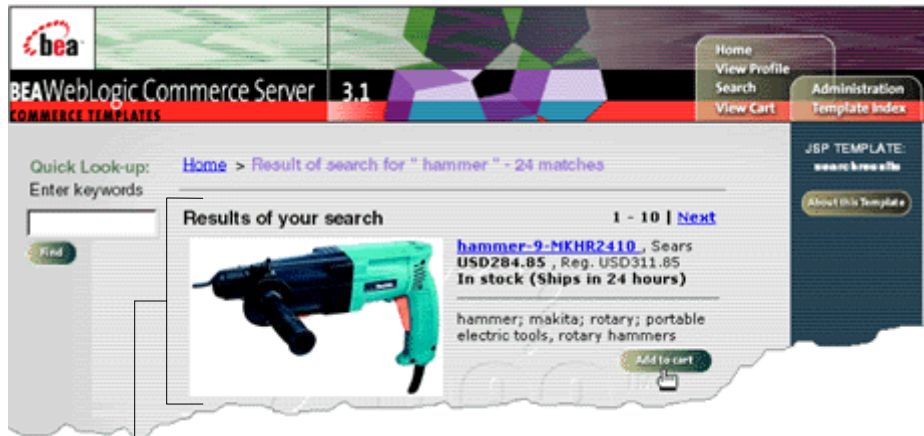 bea
Home
View Profile
Search
View Cart
BEA WebLogic Commerce Server 3.1
COMMERCE TEMPLATES
Administration
Template Index
JSP TEMPLATE:
searchresults
About this Template
Quick Look-up:
Enter keywords
Find
Home > Result of search for " hammer " - 24 matches
Results of your search
1 - 10 | Next
hammer-9-MKHR2410 , Sears
USD284.85 , Reg. USD311.85
In stock (Ships in 24 hours)
hammer; makita; rotary; portable
electric tools, rotary hammers
Add to cart